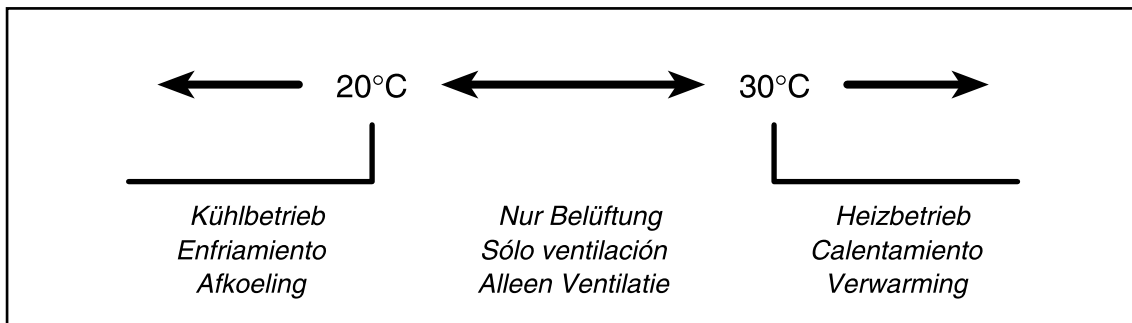 20°C 30°C
Kühlbetrieb Nur Belüftung Heizbetrieb
Enfriamiento Sólo ventilación Calentamiento
Afkoeling Alleen Ventilatie Verwarming